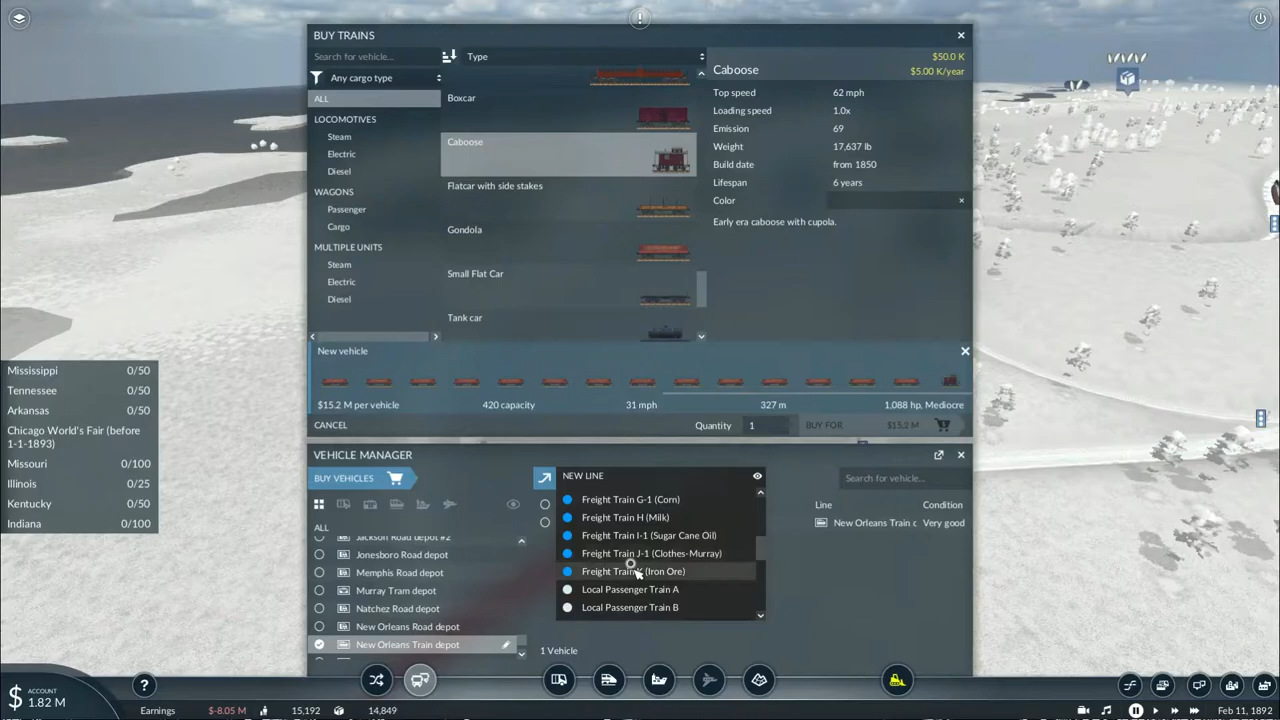 BUY TRAINS
Search for vehicle...
Type
Any cargo type
ALL
LOCOMOTIVES
Steam
Electric
Diesel
WAGONS
Passenger
Cargo
MULTIPLE UNITS
Steam
Electric
Diesel
Boxcar
Caboose
Flatcar with side stakes
Gondola
Small Flat Car
Tank car
$50.0 K
Caboose
$5.00 K/year
Top speed 62 mph
Loading speed 1.0x
Emission 69
Weight 17,637 lb
Build date from 1850
Lifespan 6 years
Color
Early era caboose with cupola.
New vehicle
$15.2 M per vehicle 420 capacity 31 mph 327 m 1,088 hp, Mediocre
CANCEL Quantity 1 BUY FOR $15.2 M
Mississippi 0/50
Tennessee 0/50
Arkansas 0/50
Chicago World's Fair (before
1-1-1893)
Missouri 0/100
Illinois 0/25
Kentucky 0/50
Indiana 0/100
VEHICLE MANAGER
BUY VEHICLES
ALL
Jackson Road depot #2
Jonesboro Road depot
Memphis Road depot
Murray Tram depot
Natchez Road depot
New Orleans Road depot
New Orleans Train depot
NEW LINE
Freight Train G-1 (Corn)
Freight Train H (Milk)
Freight Train I-1 (Sugar Cane Oil)
Freight Train J-1 (Clothes-Murray)
Freight Train K (Iron Ore)
Local Passenger Train A
Local Passenger Train B
Search for vehicle...
Line Condition
New Orleans Train c Very good
1 Vehicle
$ ACCOUNT
1.82 M
?
Earnings $-8.05 M 15,192 14,849
Feb 11, 1892